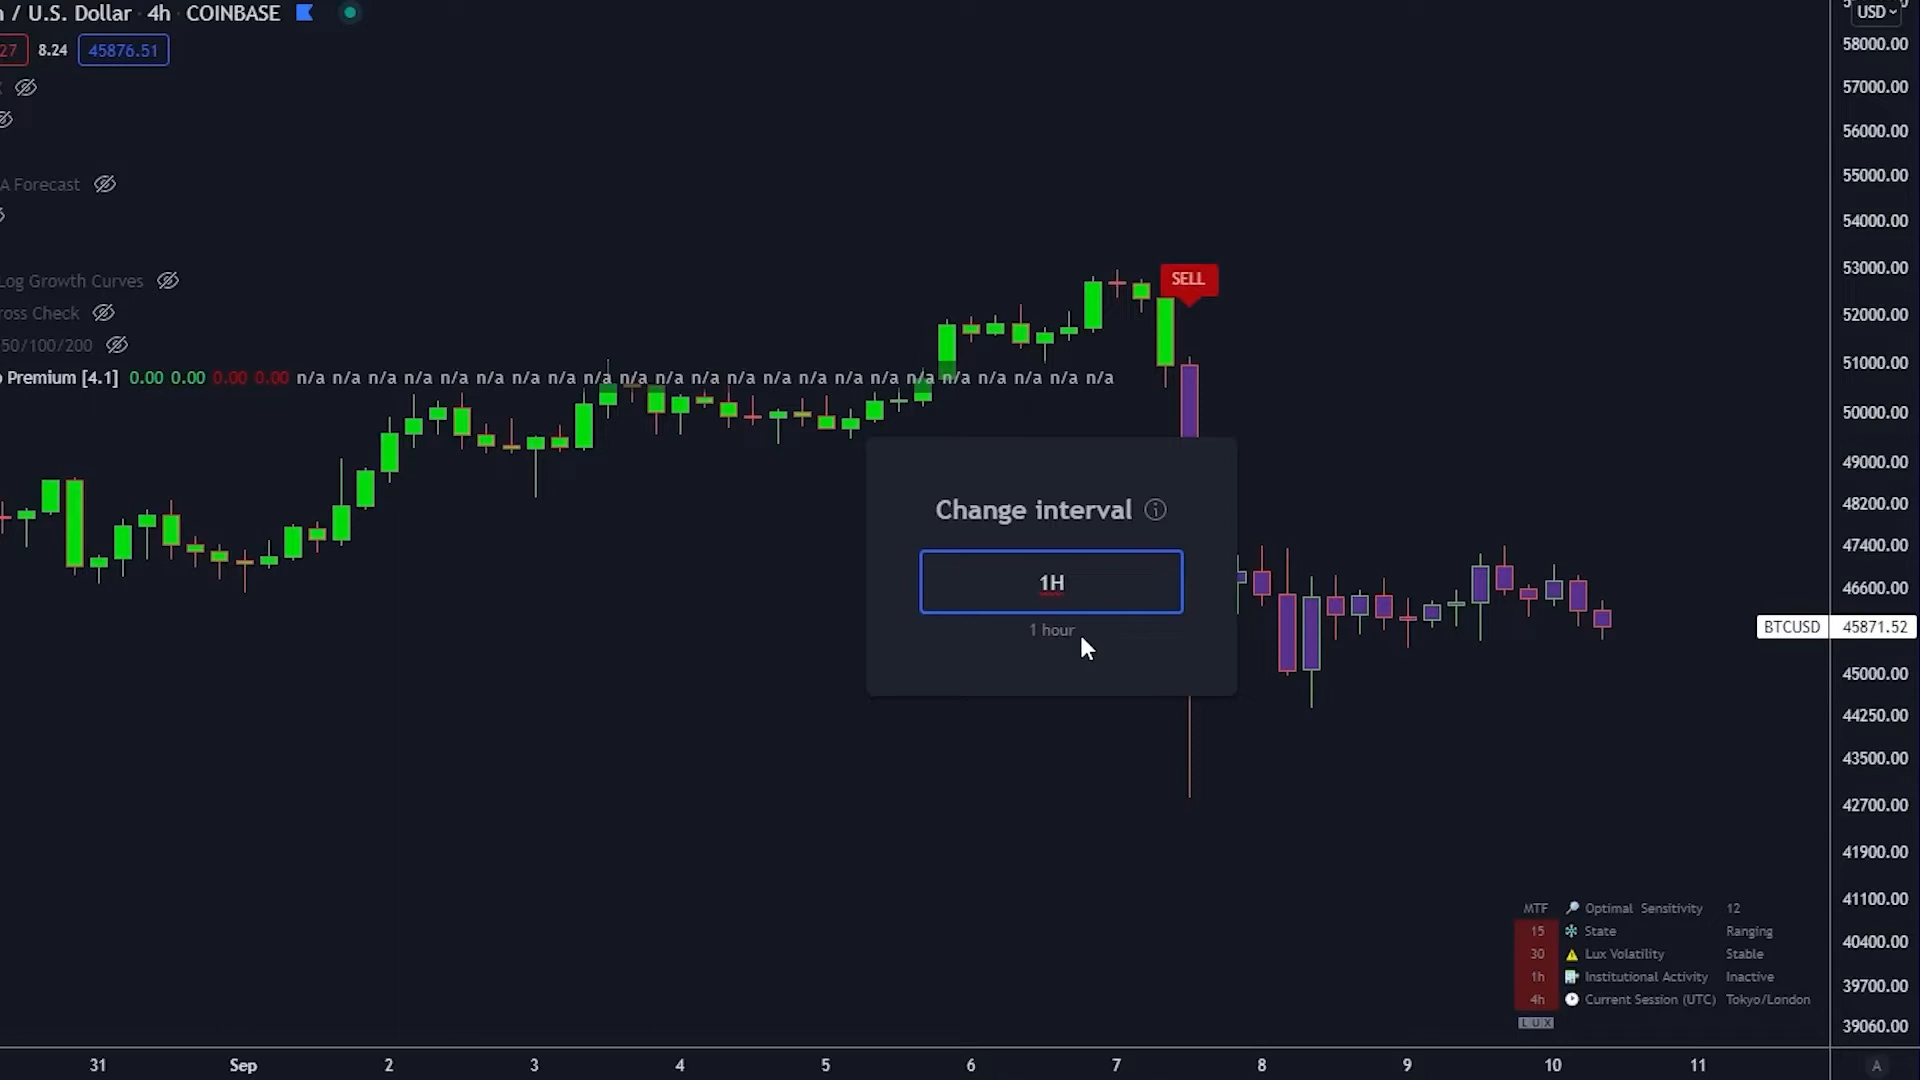 / U.S. Dollar 4h COINBASE
27 8.24 45876.51
A Forecast
Log Growth Curves
ross Check
50/100/200
Premium [4.1] 0.00 0.00 0.00 0.00 n/a n/a n/a n/a n/a n/a n/a n/a n/a n/a n/a n/a n/a n/a n/a n/a n/a n/a n/a n/a n/a n/a n/a
SELL
Change interval
1H
1 hour
USD
58000.00
57000.00
56000.00
55000.00
54000.00
53000.00
52000.00
51000.00
50000.00
49000.00
48200.00
47400.00
46600.00
BTCUSD 45871.52
45000.00
44250.00
43500.00
42700.00
41900.00
41100.00
40400.00
39700.00
39060.00
MTF Optimal Sensitivity 12
15 State Ranging
30 Lux Volatility Stable
1h Institutional Activity Inactive
4h Current Session (UTC) Tokyo/London
LUX
31 Sep 2 3 4 5 6 7 8 9 10 11
A